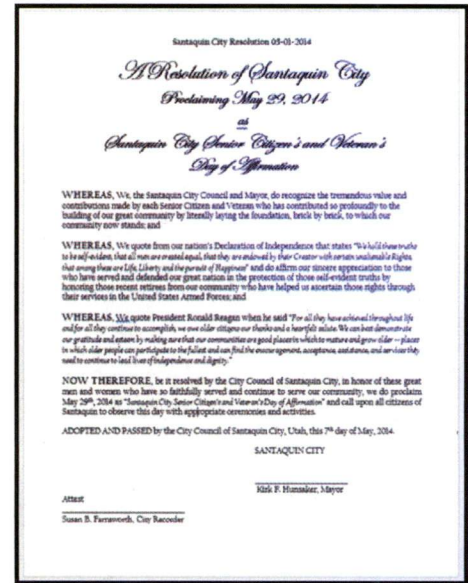 Santaquin City Resolution 05-01-2014
A Resolution of Santaquin City
Proclaiming May 29, 2014
as
Santaquin City Senior Citizen's and Veteran's
Day of Affirmation
WHEREAS, We, the Santaquin City Council and Mayor, do recognize the tremendous value and
contributions made by each Senior Citizen and Veteran who has contributed so profoundly to the
building of our great community by literally laying the foundation, brick by brick, to which our
community now stands; and
WHEREAS, We quote from our nation's Declaration of Independence that states "We hold these truths
to be self-evident, that all men are created equal, that they are endowed by their Creator with certain unalienable Rights,
that among these are Life, Liberty, and the pursuit of Happiness" and do affirm our sincere appreciation to those
who have served and defended our great nation in the protection of those self-evident truths by
honoring those recent retirees from our community who have helped us ascertain those rights through
their services in the United States Armed Forces; and
WHEREAS, We quote President Ronald Reagan when he said "For all they have achieved throughout life
and for all they continue to accomplish, we owe older citizens our thanks and a heartfelt salute. We can best demonstrate
our gratitude and esteem by making sure that our communities are good places in which to mature and grow older – places
in which older people can participate to the fullest and can find the encouragement, acceptance, assistance, and services they
need to continue to lead lives of independence and dignity."
NOW THEREFORE, be it resolved by the City Council of Santaquin City, in honor of these great
men and women who have so faithfully served and continue to serve our community, we do proclaim
May 29th, 2014 as "Santaquin City Senior Citizen's and Veteran's Day of Affirmation" and call upon all citizens of
Santaquin to observe this day with appropriate ceremonies and activities.
ADOPTED AND PASSED by the City Council of Santaquin City, Utah, this 7th day of May, 2014.
SANTAQUIN CITY
Kirk F. Hunsaker, Mayor
Attest
Susan B. Farnsworth, City Recorder